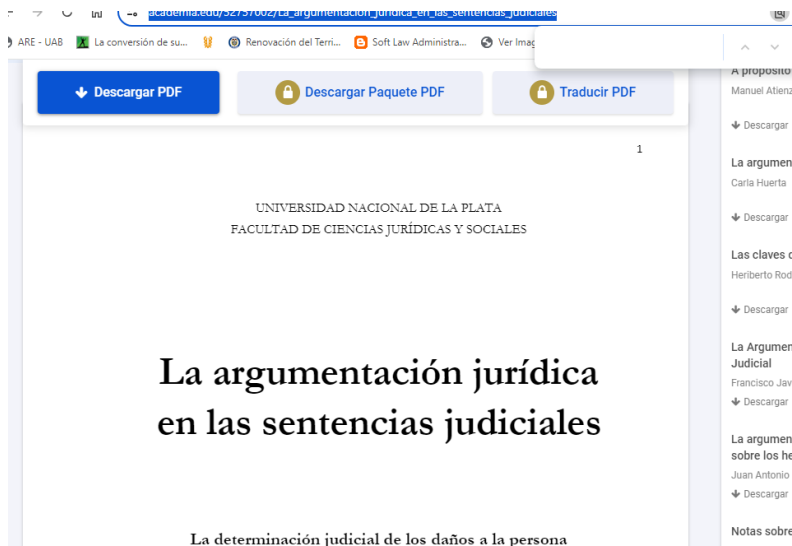 academia.edu/52757002/La_argumentación_jurídica_en_las_sentencias_judiciales
ARE - UAB La conversión de su... Renovación del Terri... Soft Law Administra... Ver Imag
Descargar PDF Descargar Paquete PDF Traducir PDF
1
UNIVERSIDAD NACIONAL DE LA PLATA
FACULTAD DE CIENCIAS JURÍDICAS Y SOCIALES
La argumentación jurídica
en las sentencias judiciales
La determinación judicial de los daños a la persona
A propósito
Manuel Atienz
Descargar
La argumen
Carla Huerta
Descargar
Las claves d
Heriberto Rod
Descargar
La Argumen
Judicial
Francisco Jav
Descargar
La argumen
sobre los he
Juan Antonio
Descargar
Notas sobre